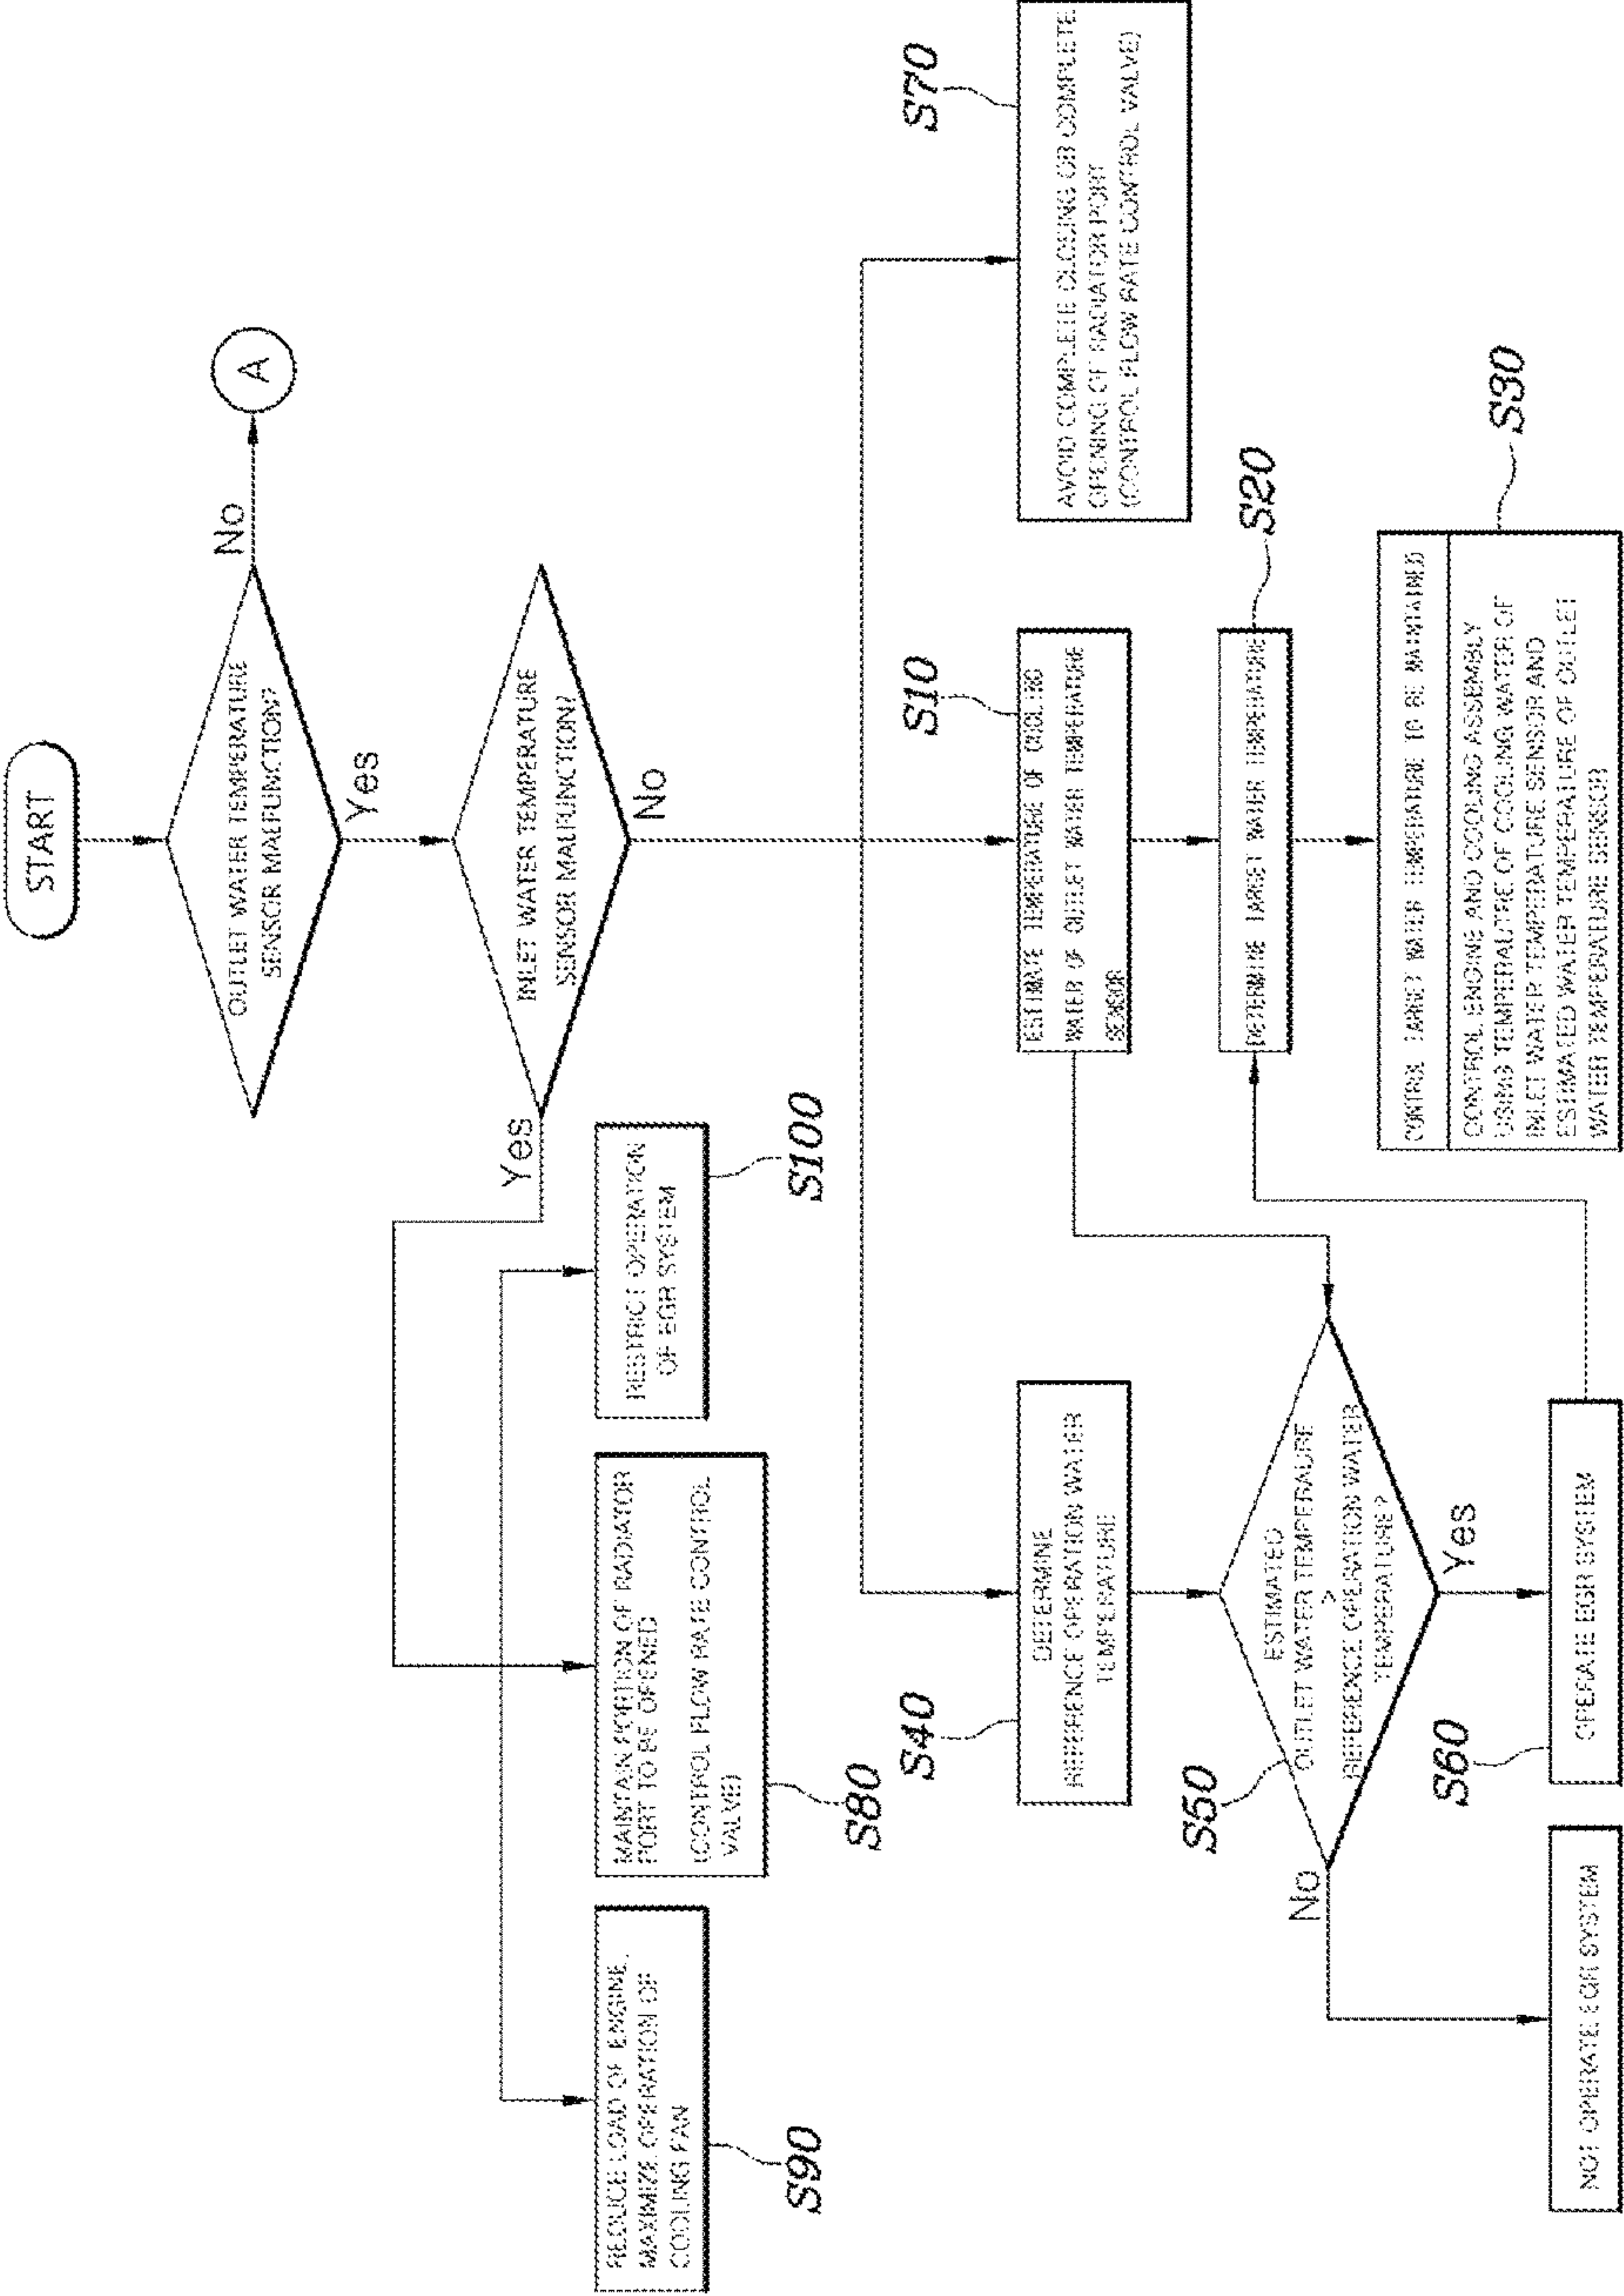 START
OUTLET WATER TEMPERATURE
SENSOR MALFUNCTION?
No
A
Yes
INLET WATER TEMPERATURE
SENSOR MALFUNCTION?
Yes
No
REDUCE LOAD OF ENGINE,
MAXIMIZE OPERATION OF
COOLING FAN
S90
MAINTAIN PORTION OF RADIATOR
PORT TO BE OPENED
(CONTROL FLOW RATE CONTROL
VALVE)
S80
RESTRICT OPERATION
OF EGR SYSTEM
S100
S40
DETERMINE
REFERENCE OPERATION WATER
TEMPERATURE
S10
ESTIMATE TEMPERATURE OF COOLING
WATER OF OUTLET WATER TEMPERATURE
SENSOR
S70
AVOID COMPLETE CLOSING OR COMPLETE
OPENING OF RADIATOR PORT
(CONTROL FLOW RATE CONTROL VALVE)
S50
ESTIMATED
OUTLET WATER TEMPERAURE
>
REFERENCE OPERATION WATER
TEMPERATURE?
No
Yes
S20
DETERMINE TARGET WATER TEMPERATURE
NOT OPERATE EGR SYSTEM
S60
OPERATE EGR SYSTEM
S30
CONTROL TARGET WATER TEMPERATURE TO BE MAINTAINED
CONTROL ENGINE AND COOLING ASSEMBLY
USING TEMPERAUTRE OF COOLING WATER OF
INLET WATER TEMPERATURE SENSOR AND
ESTIMATED WATER TEMPERATURE OF OUTLET
WATER TEMPERATURE SENSOR